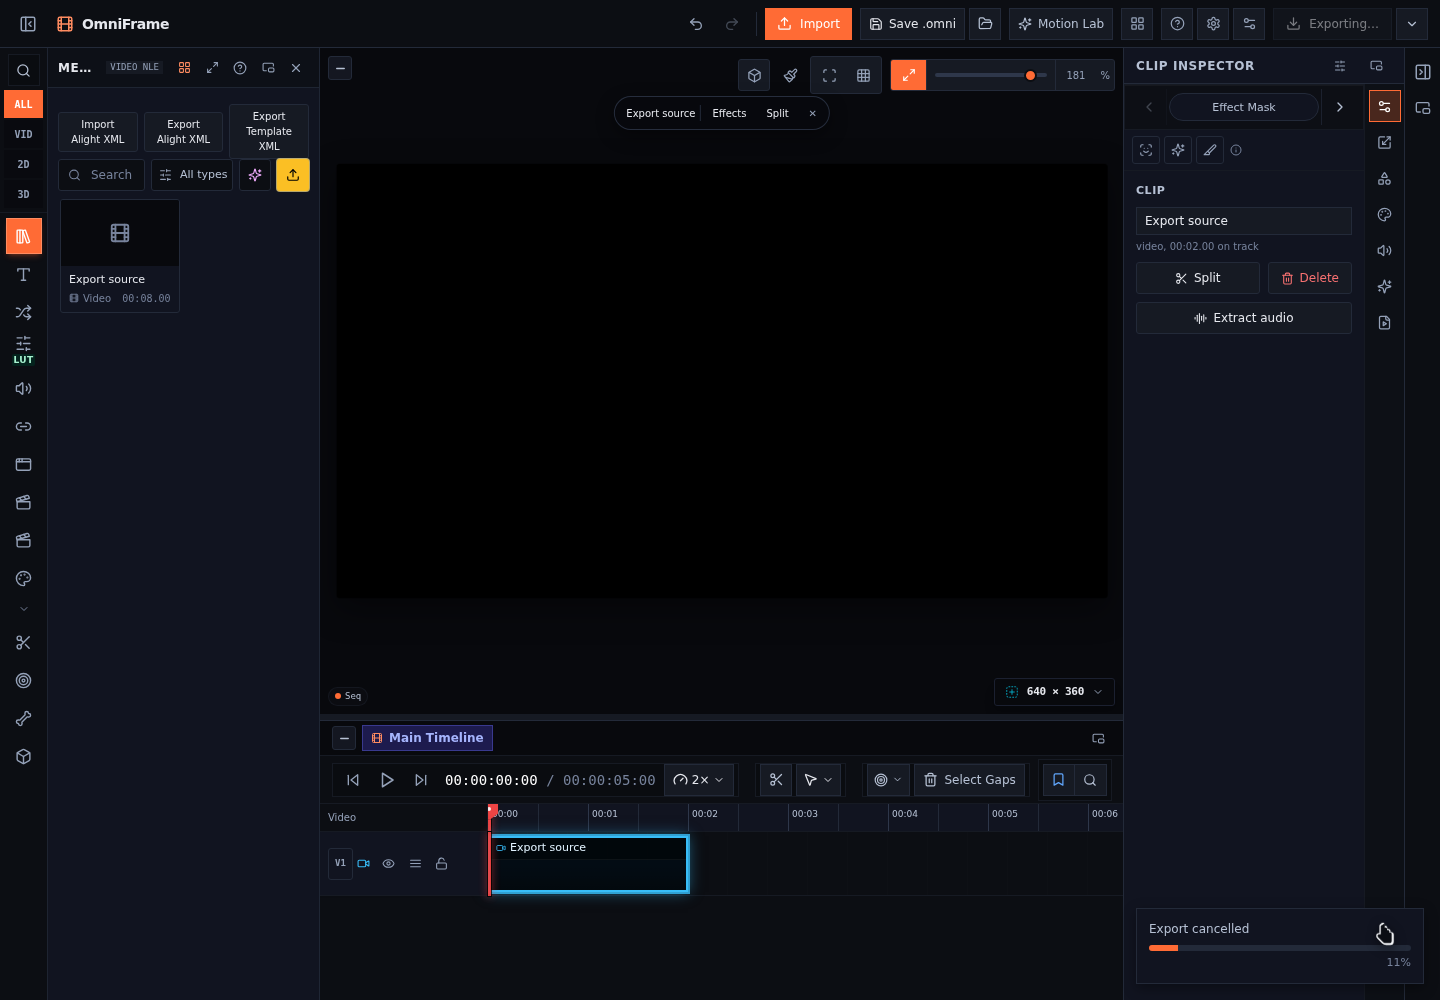 OmniFrame
Import
Save .omni
Motion Lab
Exporting...
ME...
VIDEO NLE
CLIP INSPECTOR
181 %
ALL
VID
2D
3D
Import
Alight XML
Export
Alight XML
Export
Template
XML
Export source
Effects
Split
Effect Mask
Search
All types
CLIP
Export source
video, 00:02.00 on track
Split
Delete
Extract audio
Export source
Video
00:08.00
LUT
Seq
640 × 360
Main Timeline
00:00:00:00 / 00:00:05:00
2×
Select Gaps
Video
00:00
00:01
00:02
00:03
00:04
00:05
00:06
V1
Export source
Export cancelled
11%